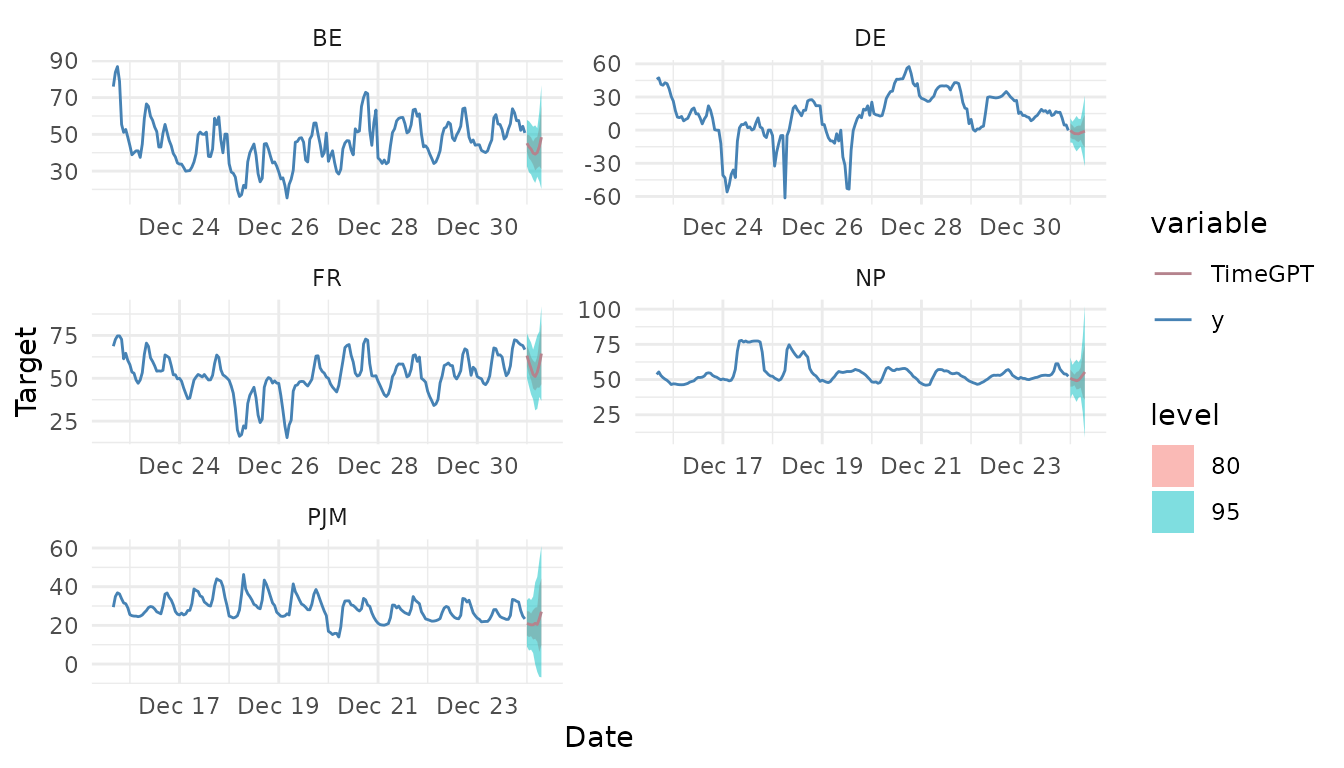 BE
90
70
50
30
Dec 24 Dec 26 Dec 28 Dec 30
DE
60
30
0
-30
-60
Dec 24 Dec 26 Dec 28 Dec 30
FR
75
50
25
Dec 24 Dec 26 Dec 28 Dec 30
NP
100
75
50
25
Dec 17 Dec 19 Dec 21 Dec 23
PJM
60
40
20
0
Dec 17 Dec 19 Dec 21 Dec 23
Target
Date
variable
TimeGPT
y
level
80
95